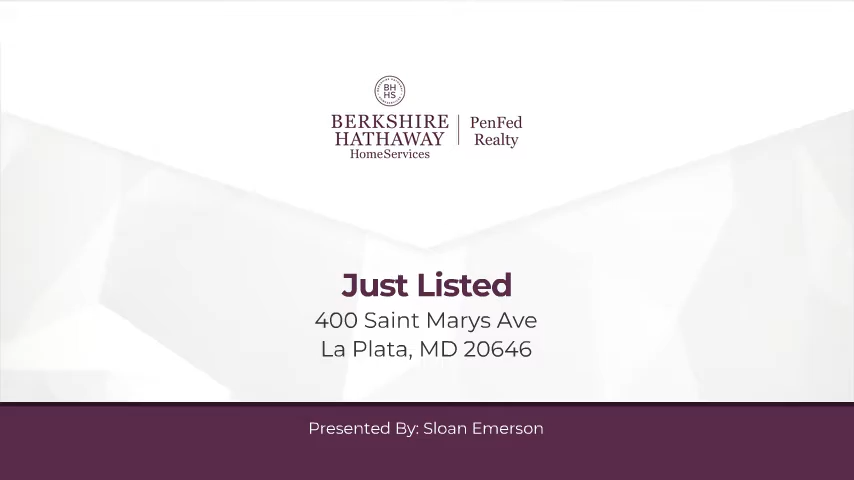 BH
HS
BERKSHIRE
HATHAWAY
HomeServices
PenFed
Realty
Just Listed
400 Saint Marys Ave
La Plata, MD 20646
Presented By: Sloan Emerson